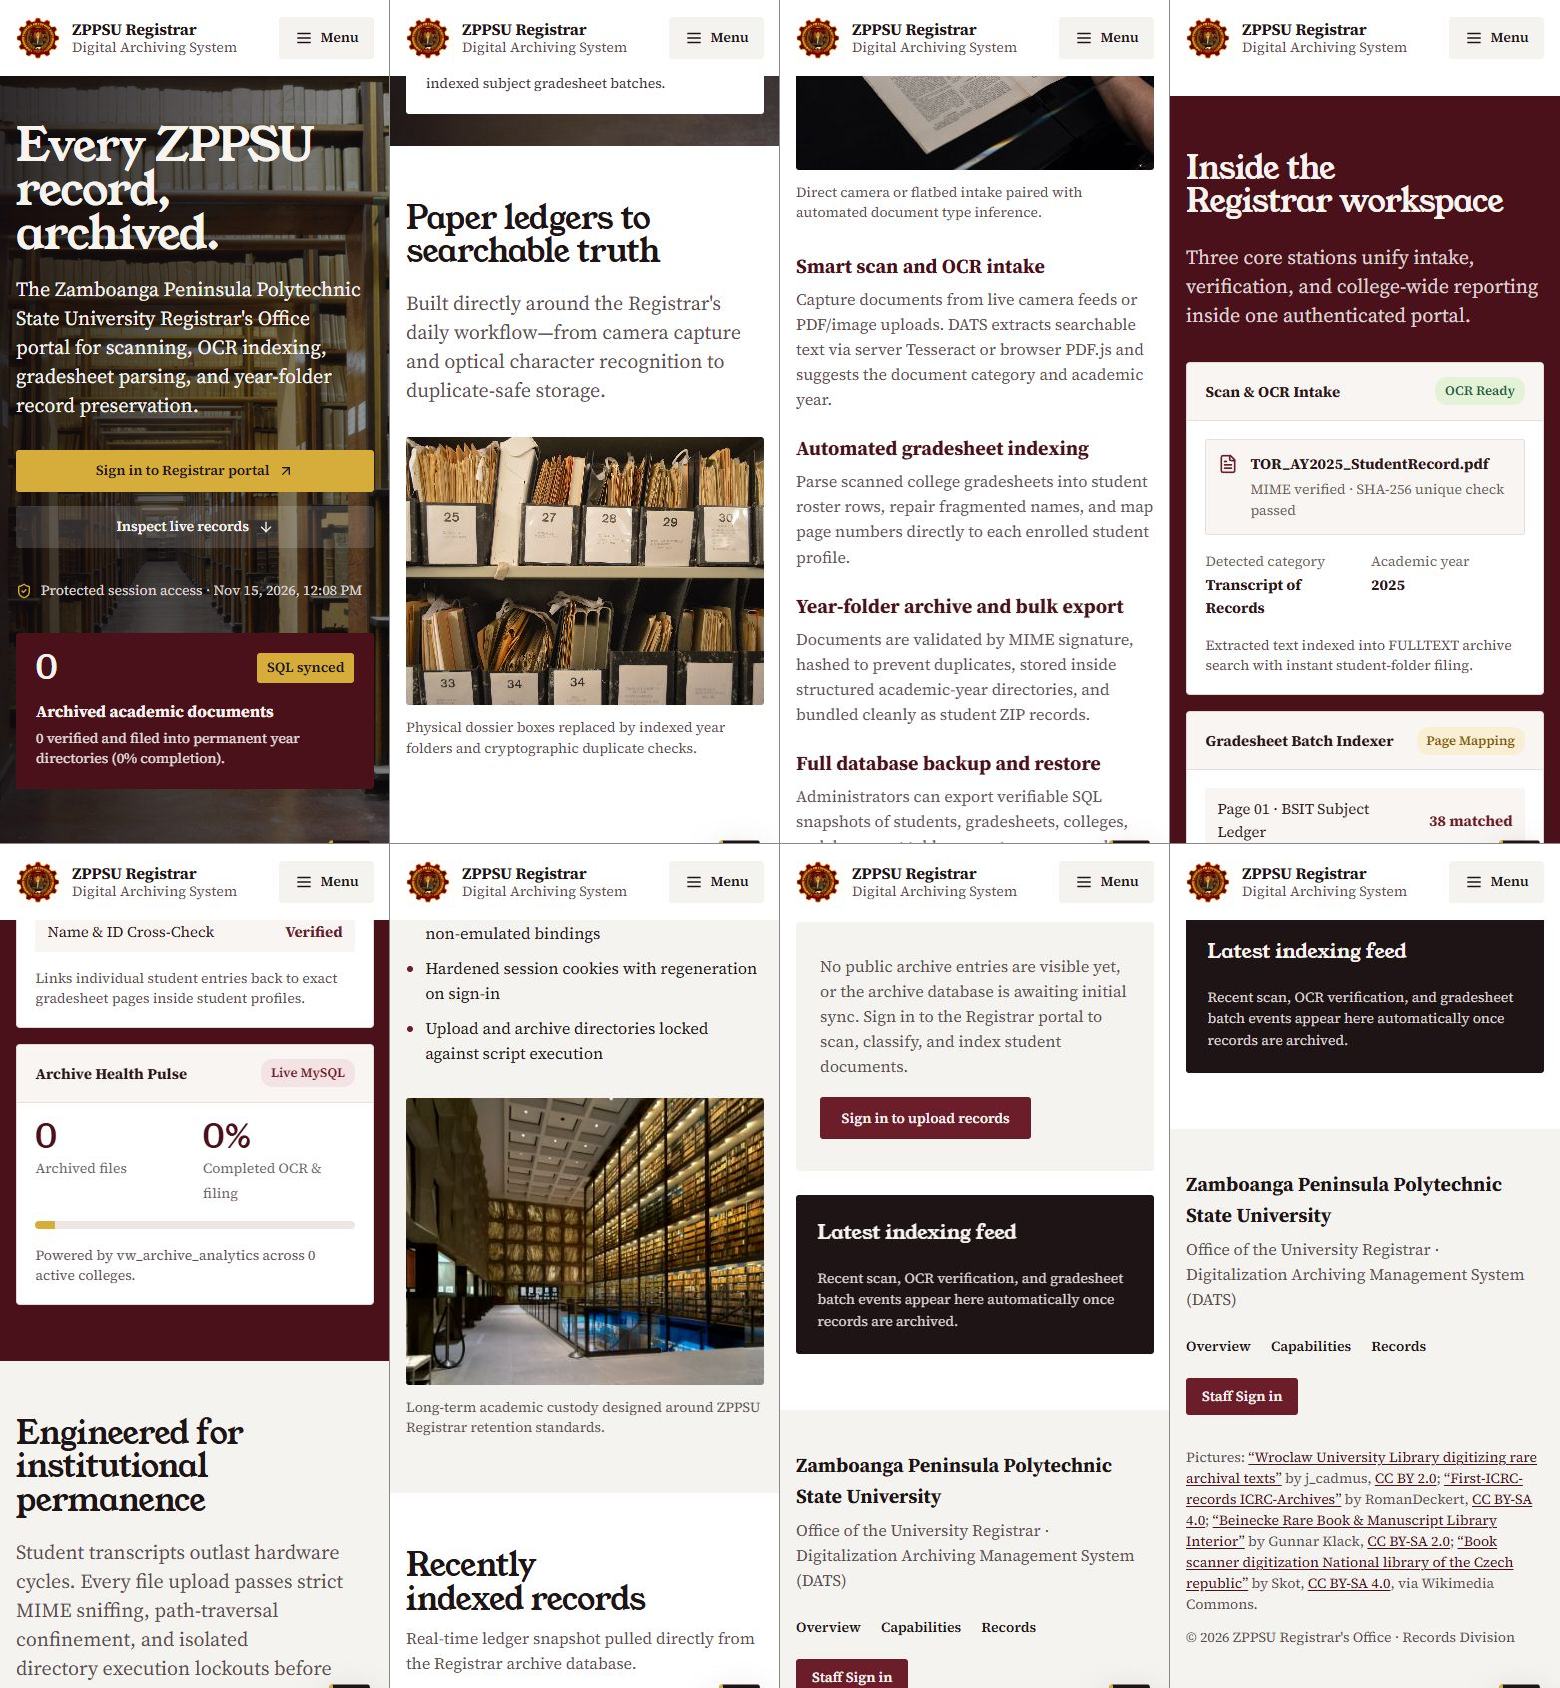 ZPPSU Registrar
Digital Archiving System
Menu
Every ZPPSU
record,
archived.
The Zamboanga Peninsula Polytechnic
State University Registrar's Office
portal for scanning, OCR indexing,
gradesheet parsing, and year-folder
record preservation.
Sign in to Registrar portal
Inspect live records
Protected session access · Nov 15, 2026, 12:08 PM
0
SQL synced
Archived academic documents
0 verified and filed into permanent year
directories (0% completion).
ZPPSU Registrar
Digital Archiving System
Menu
indexed subject gradesheet batches.
Paper ledgers to
searchable truth
Built directly around the Registrar's
daily workflow—from camera capture
and optical character recognition to
duplicate-safe storage.
25
27
28
29
30
33
34
34
Physical dossier boxes replaced by indexed year
folders and cryptographic duplicate checks.
ZPPSU Registrar
Digital Archiving System
Menu
Direct camera or flatbed intake paired with
automated document type inference.
Smart scan and OCR intake
Capture documents from live camera feeds or
PDF/image uploads. DATS extracts searchable
text via server Tesseract or browser PDF.js and
suggests the document category and academic
year.
Automated gradesheet indexing
Parse scanned college gradesheets into student
roster rows, repair fragmented names, and map
page numbers directly to each enrolled student
profile.
Year-folder archive and bulk export
Documents are validated by MIME signature,
hashed to prevent duplicates, stored inside
structured academic-year directories, and
bundled cleanly as student ZIP records.
Full database backup and restore
Administrators can export verifiable SQL
snapshots of students, gradesheets, colleges,
ZPPSU Registrar
Digital Archiving System
Menu
Inside the
Registrar workspace
Three core stations unify intake,
verification, and college-wide reporting
inside one authenticated portal.
Scan & OCR Intake
OCR Ready
TOR_AY2025_StudentRecord.pdf
MIME verified · SHA-256 unique check
passed
Detected category
Academic year
Transcript of
Records
2025
Extracted text indexed into FULLTEXT archive
search with instant student-folder filing.
Gradesheet Batch Indexer
Page Mapping
Page 01 · BSIT Subject
Ledger
38 matched
ZPPSU Registrar
Digital Archiving System
Menu
Name & ID Cross-Check
Verified
Links individual student entries back to exact
gradesheet pages inside student profiles.
Archive Health Pulse
Live MySQL
0
0%
Archived files
Completed OCR &
filing
Powered by vw_archive_analytics across 0
active colleges.
Engineered for
institutional
permanence
Student transcripts outlast hardware
cycles. Every file upload passes strict
MIME sniffing, path-traversal
confinement, and isolated
directory execution lockouts before
ZPPSU Registrar
Digital Archiving System
Menu
non-emulated bindings
Hardened session cookies with regeneration
on sign-in
Upload and archive directories locked
against script execution
Long-term academic custody designed around ZPPSU
Registrar retention standards.
Recently
indexed records
Real-time ledger snapshot pulled directly from
the Registrar archive database.
ZPPSU Registrar
Digital Archiving System
Menu
No public archive entries are visible yet,
or the archive database is awaiting initial
sync. Sign in to the Registrar portal to
scan, classify, and index student
documents.
Sign in to upload records
Latest indexing feed
Recent scan, OCR verification, and gradesheet
batch events appear here automatically once
records are archived.
Zamboanga Peninsula Polytechnic
State University
Office of the University Registrar ·
Digitalization Archiving Management System
(DATS)
Overview
Capabilities
Records
Staff Sign in
ZPPSU Registrar
Digital Archiving System
Menu
Latest indexing feed
Recent scan, OCR verification, and gradesheet
batch events appear here automatically once
records are archived.
Zamboanga Peninsula Polytechnic
State University
Office of the University Registrar ·
Digitalization Archiving Management System
(DATS)
Overview
Capabilities
Records
Staff Sign in
Pictures: “Wroclaw University Library digitizing rare
archival texts” by j_cadmus, CC BY 2.0; “First-ICRC-
records ICRC-Archives” by RomanDeckert, CC BY-SA
4.0; “Beinecke Rare Book & Manuscript Library
Interior” by Gunnar Klack, CC BY-SA 2.0; “Book
scanner digitization National library of the Czech
republic” by Skot, CC BY-SA 4.0, via Wikimedia
Commons.
© 2026 ZPPSU Registrar's Office · Records Division